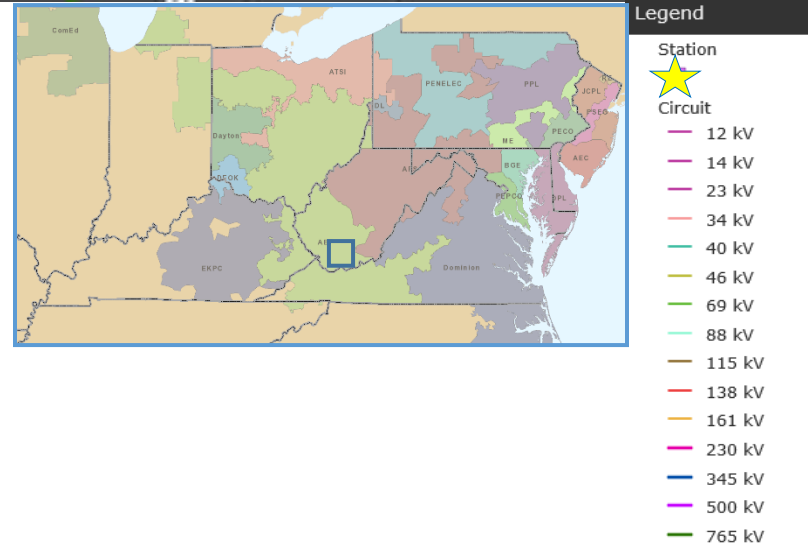 Legend
Station
Circuit
12 kV
14 kV
23 kV
34 kV
40 kV
46 kV
69 kV
88 kV
115 kV
138 kV
161 kV
230 kV
345 kV
500 kV
765 kV
ComEd
ATSI
PENELEC
PPL
JCPL
PSEG
DL
Dayton
ME
PECO
AEC
BGE
DEOK
PEPCO
EKPC
Dominion